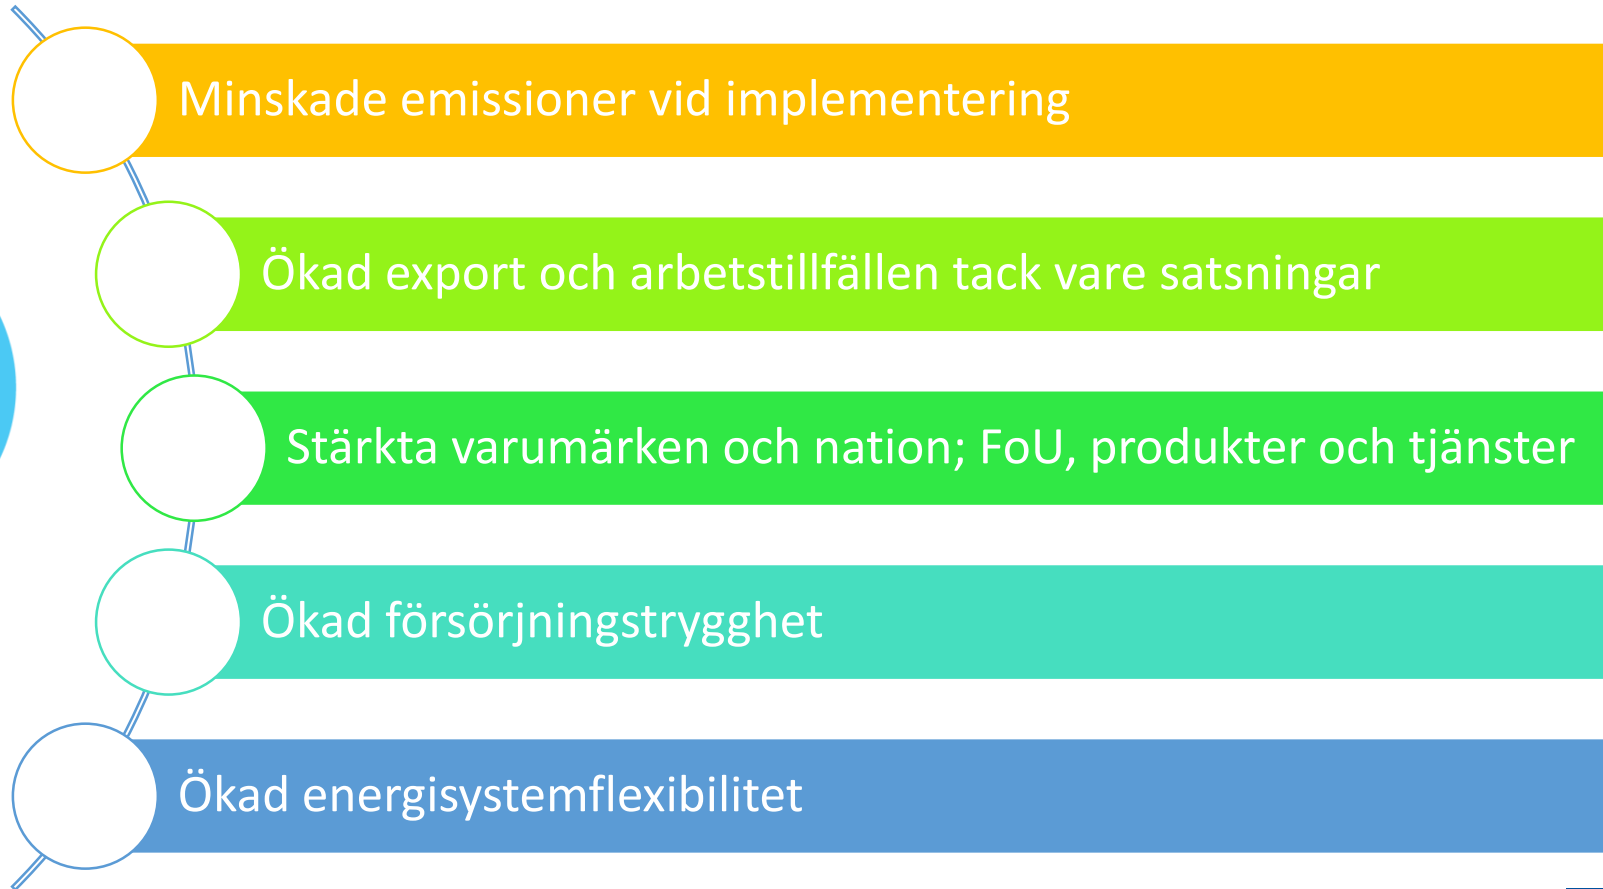 Minskade emissioner vid implementering
Ökad export och arbetstillfällen tack vare satsningar
Stärkta varumärken och nation; FoU, produkter och tjänster
Ökad försörjningstrygghet
Ökad energisystemflexibilitet